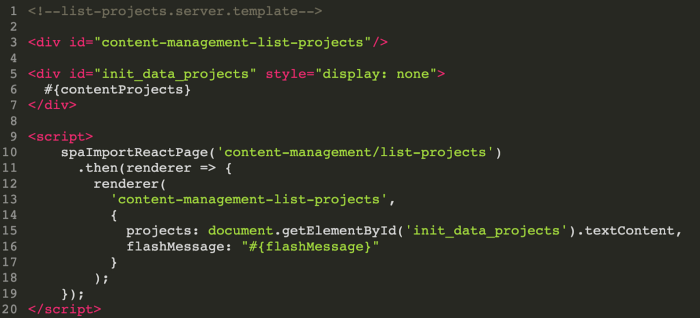 1 <!--list-projects.server.template-->
2
3 <div id="content-management-list-projects"/>
4
5 <div id="init_data_projects" style="display: none">
6   #{contentProjects}
7 </div>
8
9 <script>
10     spaImportReactPage('content-management/list-projects')
11       .then(renderer => {
12         renderer(
13           'content-management-list-projects',
14           {
15             projects: document.getElementById('init_data_projects').textContent,
16             flashMessage: "#{flashMessage}"
17           }
18         );
19     });
20 </script>